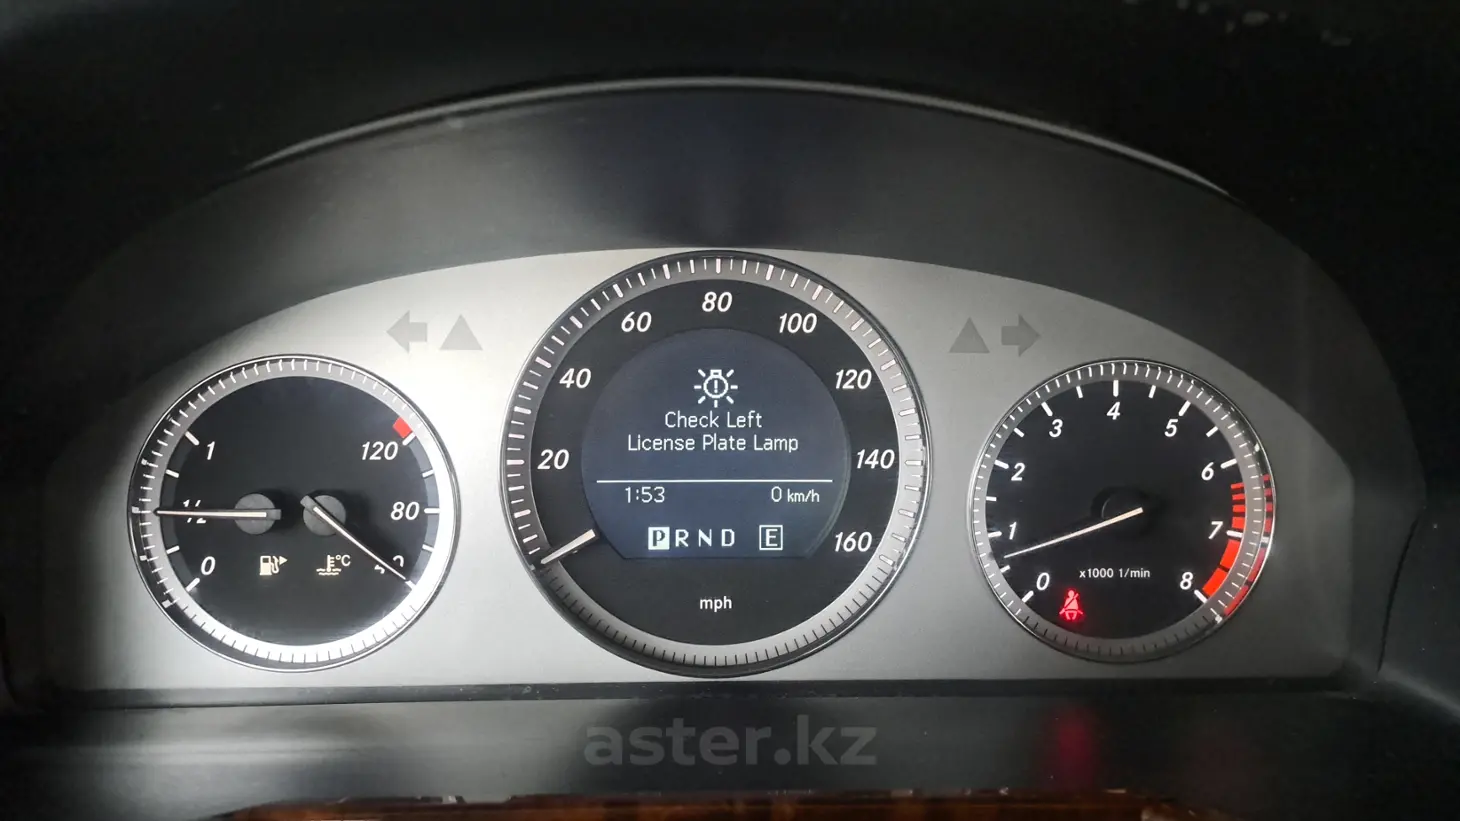 80
60
100
40
120
20
140
160
Check Left
License Plate Lamp
1:53
0 km/h
P R N D
E
mph
1
½
0
120
80
°C
0
1
2
3
4
5
6
7
8
x1000 1/min
aster.kz